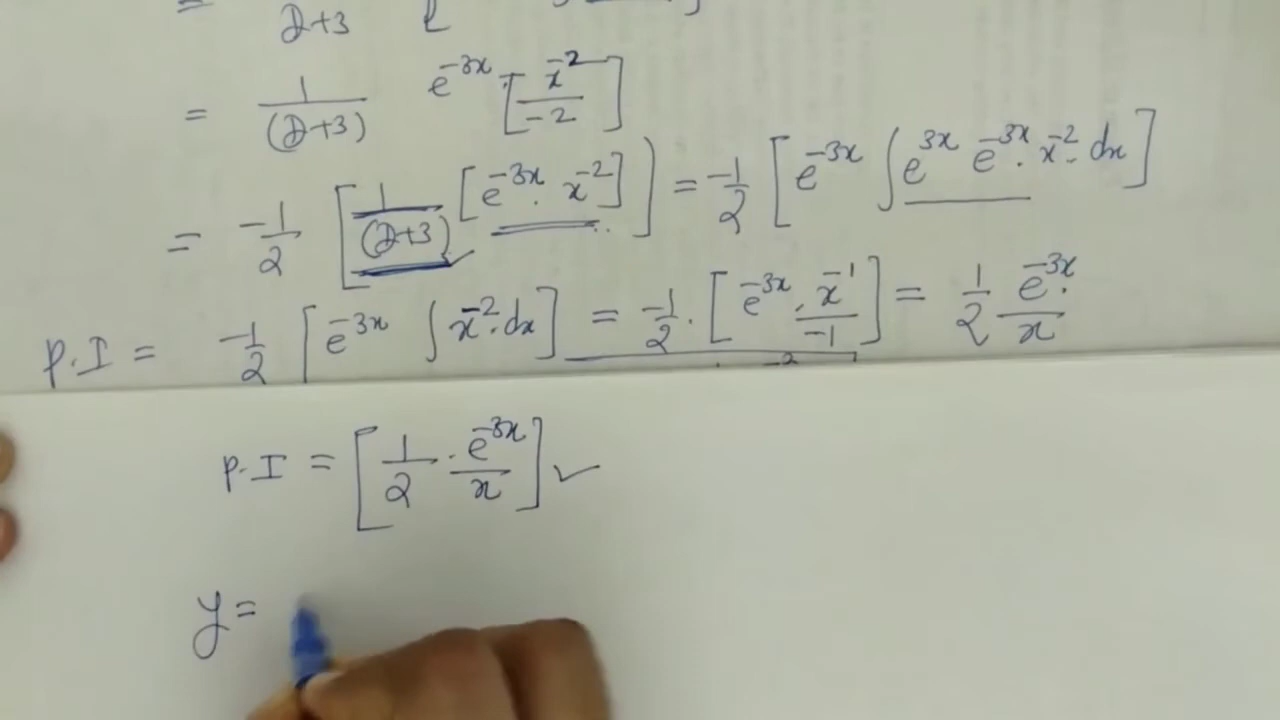 = 1/(D+3) [
= 1/(D+3) e^{-3x} · [x^{-2}/-2]
= -1/2 [1/(D+3) [e^{-3x} · x^{-2}]] = -1/2 [e^{-3x} ∫ e^{3x} e^{-3x} · x^{-2} · dx]
P.I = -1/2 [e^{-3x} ∫ x^{-2} · dx] = -1/2 · [e^{-3x} · x^{-1}/-1] = 1/2 e^{-3x}/x
P.I = [1/2 · e^{-3x}/x] ✓
y =